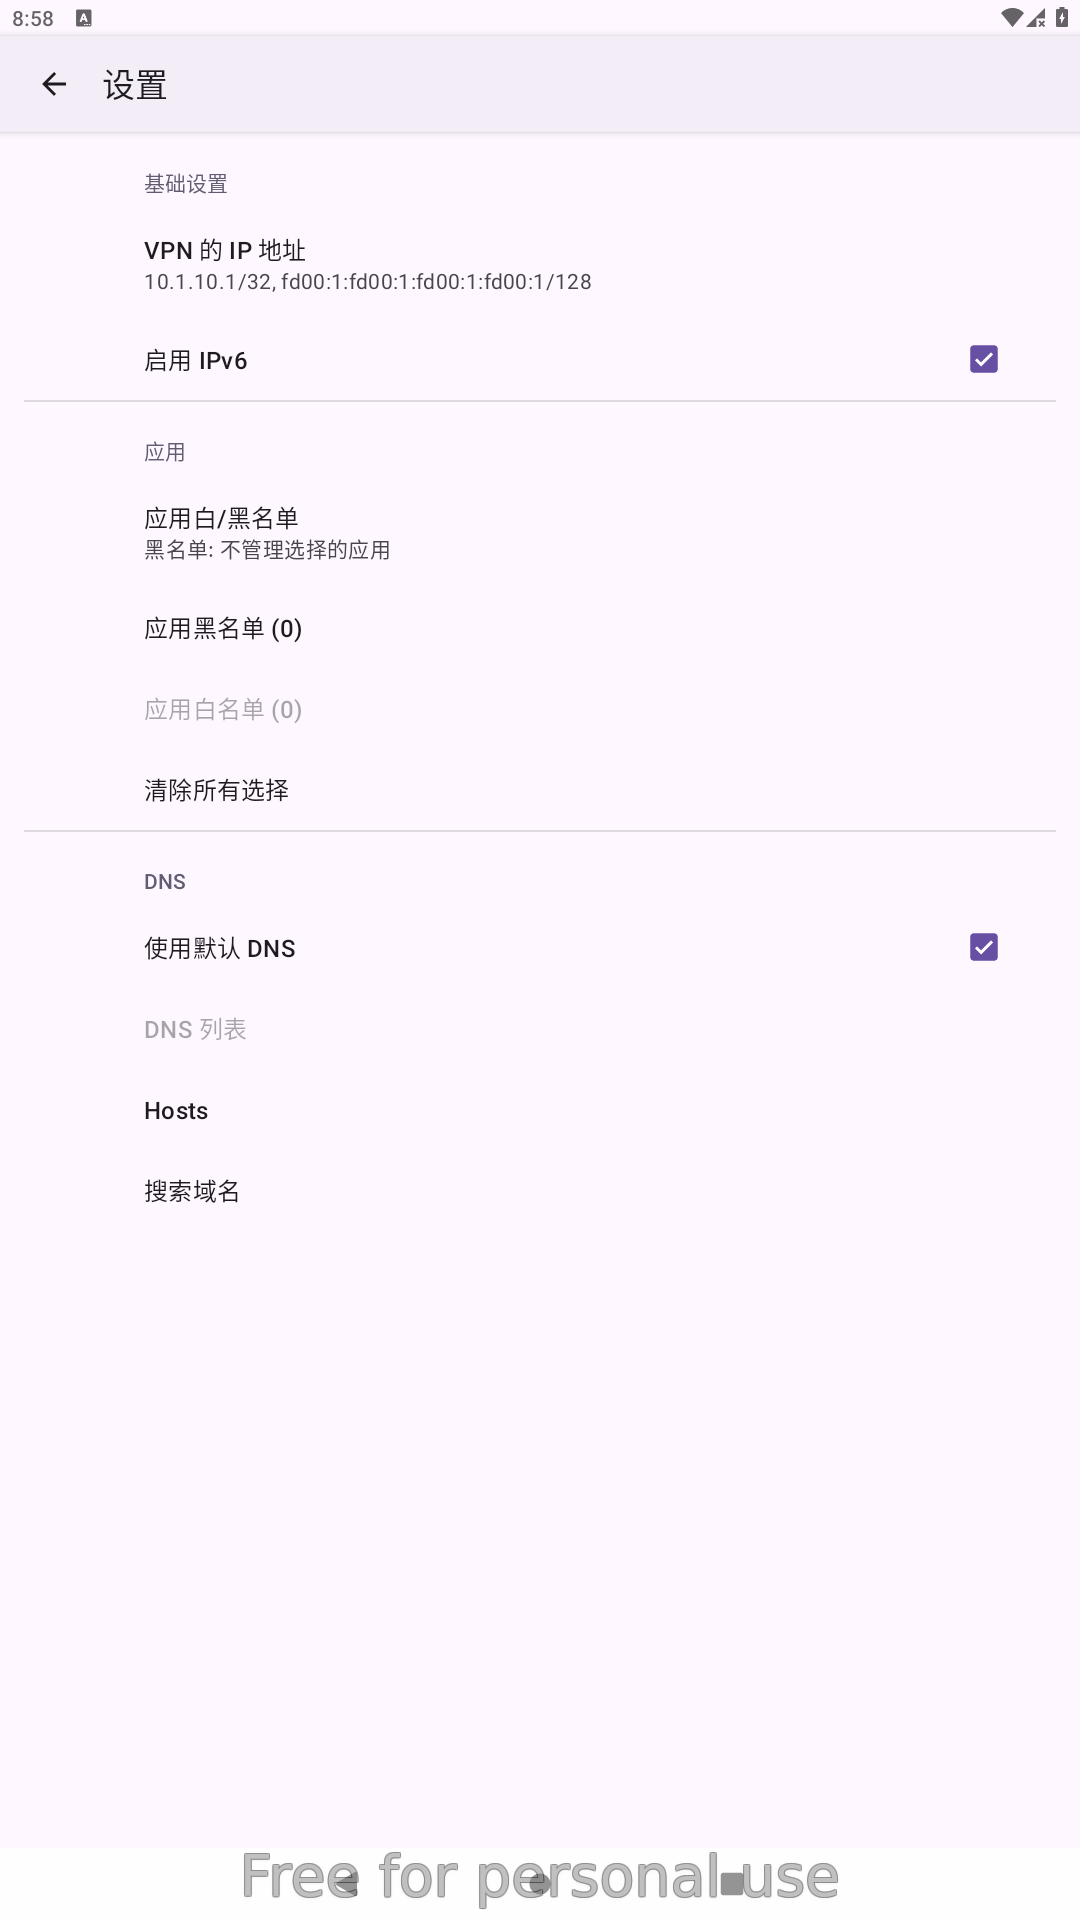 8:58
设置
基础设置
VPN 的 IP 地址
10.1.10.1/32, fd00:1:fd00:1:fd00:1:fd00:1/128
启用 IPv6
应用
应用白/黑名单
黑名单: 不管理选择的应用
应用黑名单 (0)
应用白名单 (0)
清除所有选择
DNS
使用默认 DNS
DNS 列表
Hosts
搜索域名
Free for personal use